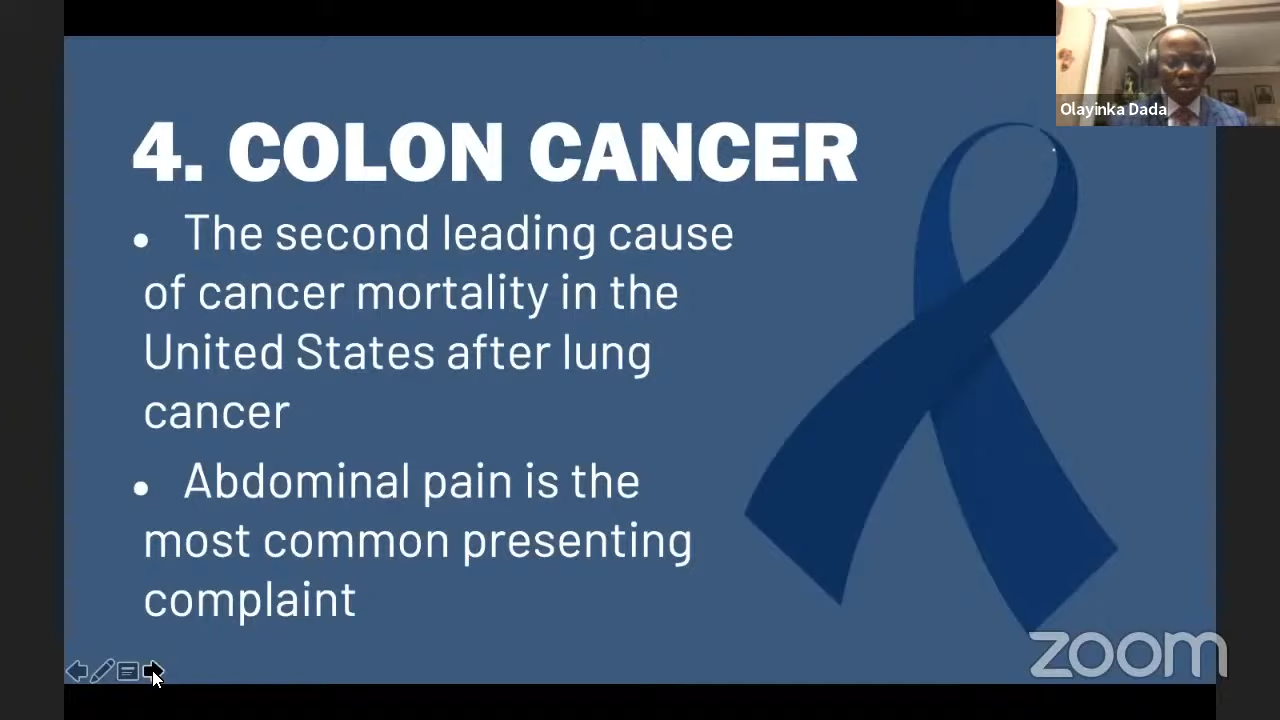 Olayinka Dada
4. COLON CANCER
• The second leading cause
of cancer mortality in the
United States after lung
cancer
• Abdominal pain is the
most common presenting
complaint
zoom